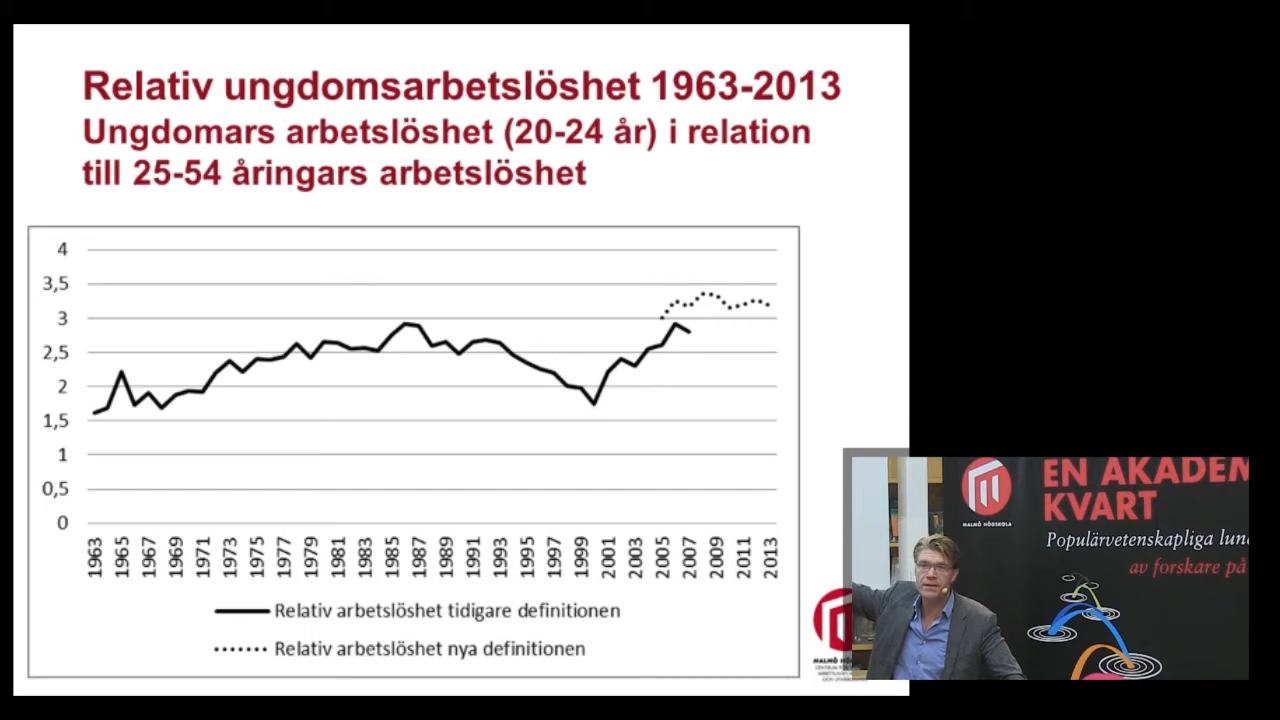 Relativ ungdomsarbetslöshet 1963-2013
Ungdomars arbetslöshet (20-24 år) i relation
till 25-54 åringars arbetslöshet
4
3,5
3
2,5
2
1,5
1
0,5
0
1963 1965 1967 1969 1971 1973 1975 1977 1979 1981 1983 1985 1987 1989 1991 1993 1995 1997 1999 2001 2003 2005 2007 2009 2011 2013
Relativ arbetslöshet tidigare definitionen
Relativ arbetslöshet nya definitionen
MALMÖ
EN AKADEM
KVART
MALMÖ HÖGSKOLA
Populärvetenskapliga
av forskare på